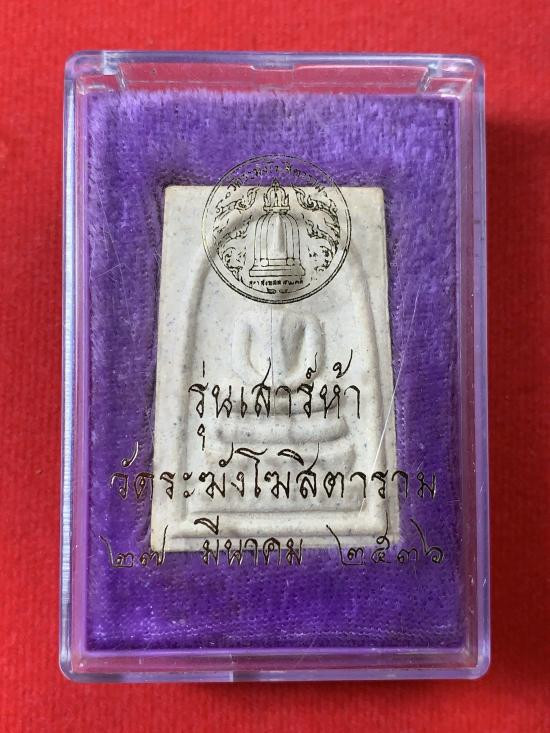 รุ่นเสาร์ห้า
วัดระฆังโฆสิตาราม
๒๗ มีนาคม ๒๕๓๖